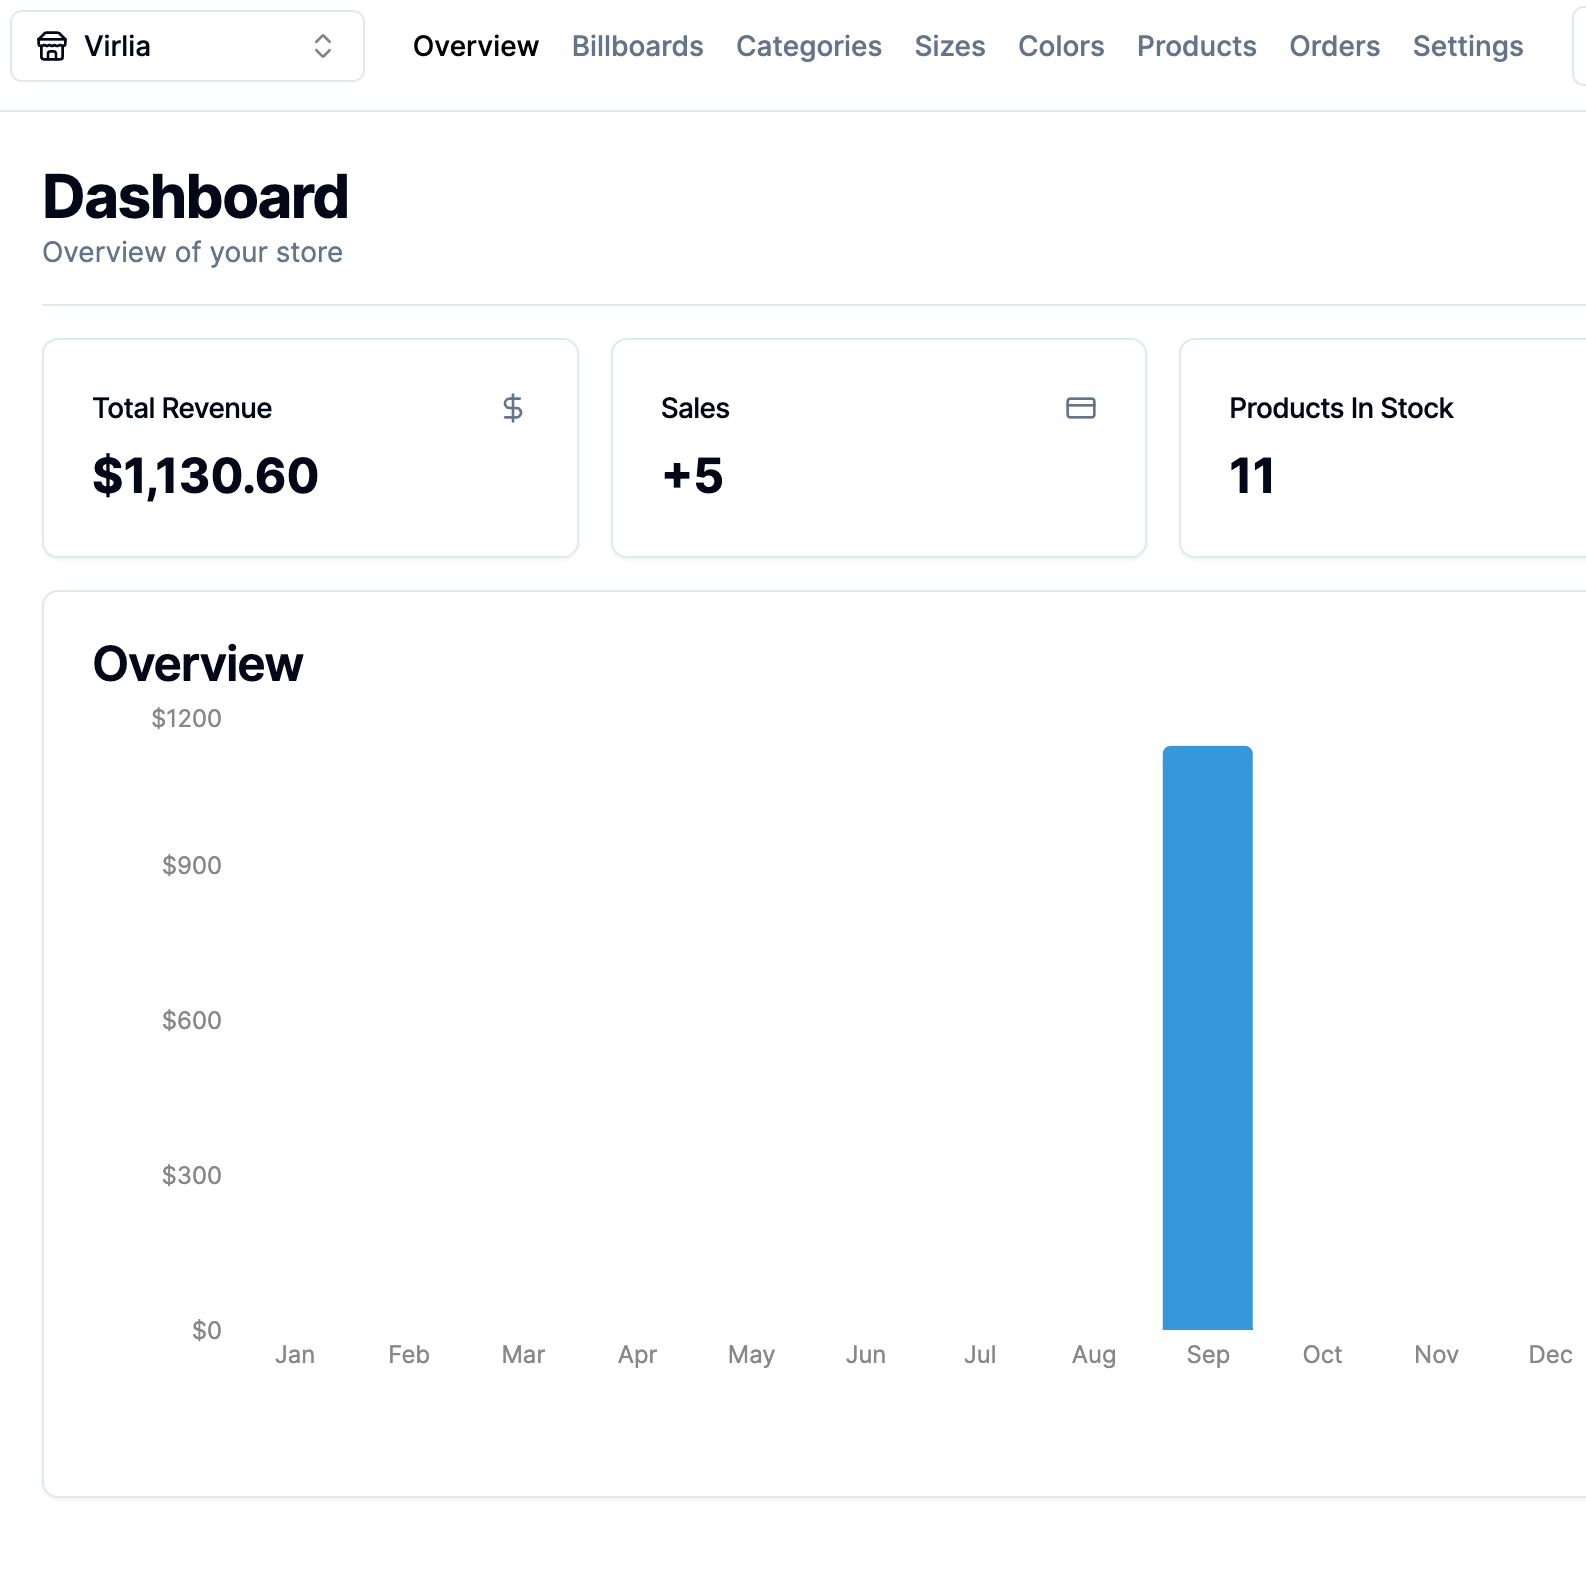 Virlia Overview Billboards Categories Sizes Colors Products Orders Settings
Dashboard
Overview of your store
Total Revenue
$1,130.60
Sales
+5
Products In Stock
11
Overview
$1200
$900
$600
$300
$0
Jan Feb Mar Apr May Jun Jul Aug Sep Oct Nov Dec